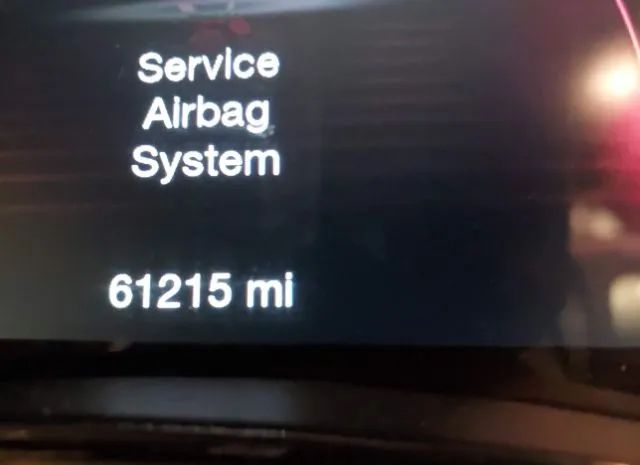 Service
Airbag
System
61215 mi